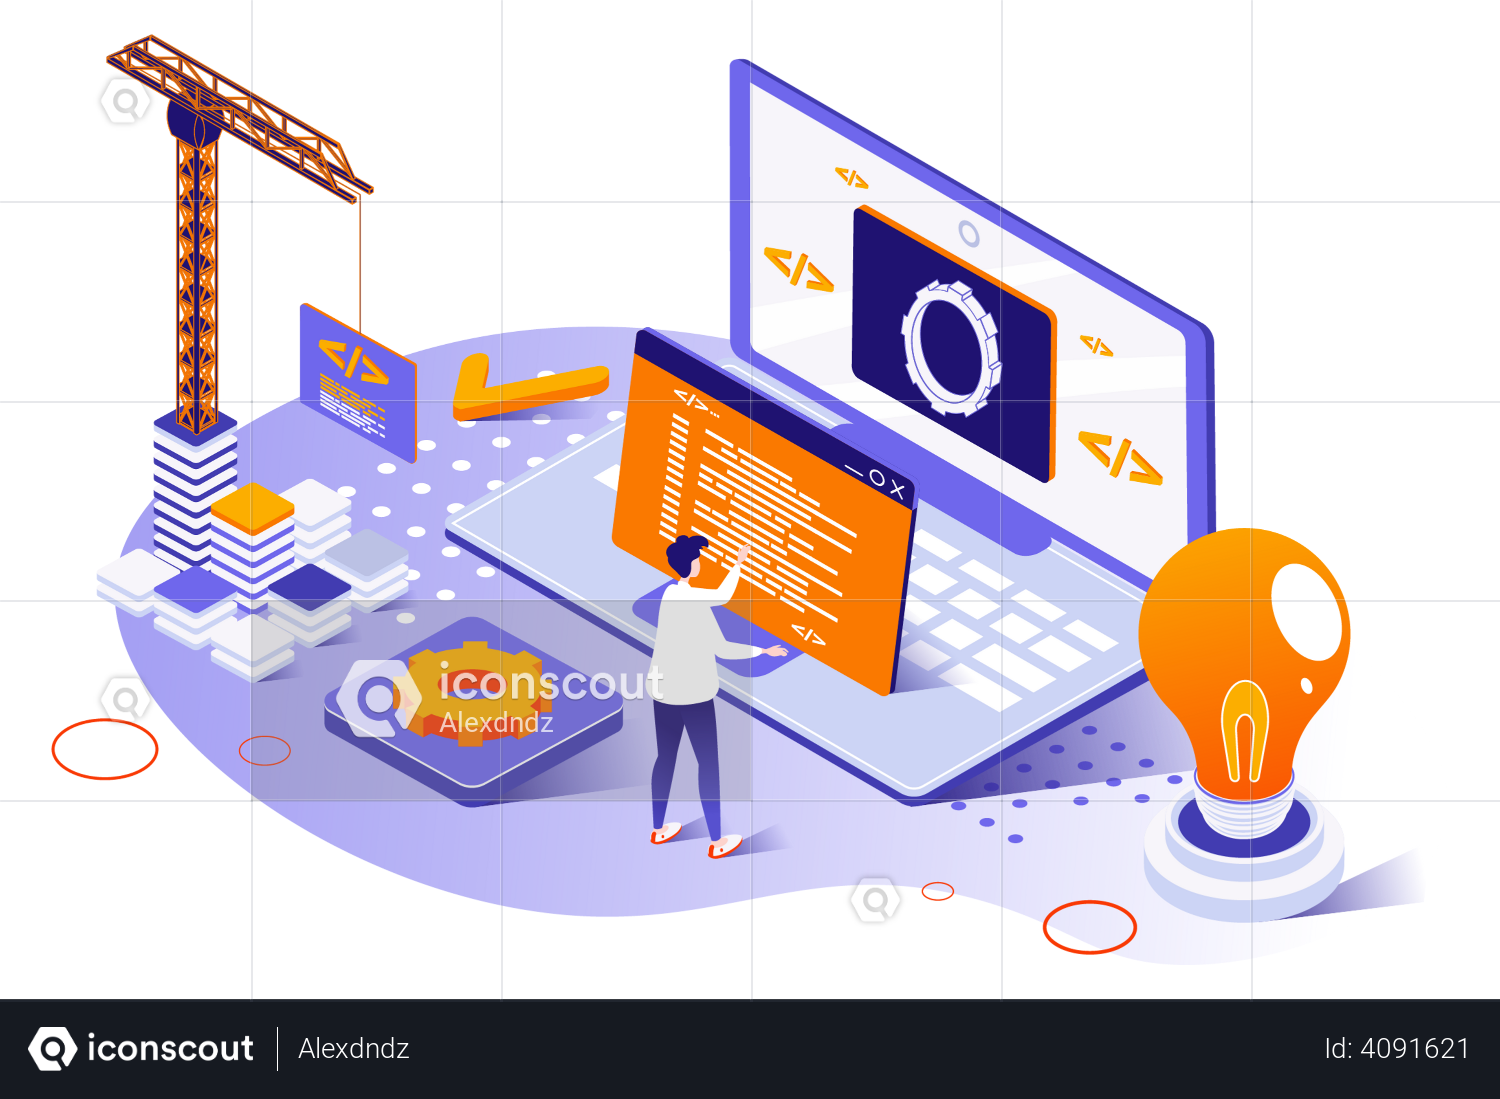 </>
</>
</>
</>
</>
</>...
— O X
</>
iconscout
Alexdndz
iconscout
Alexdndz
Id: 4091621